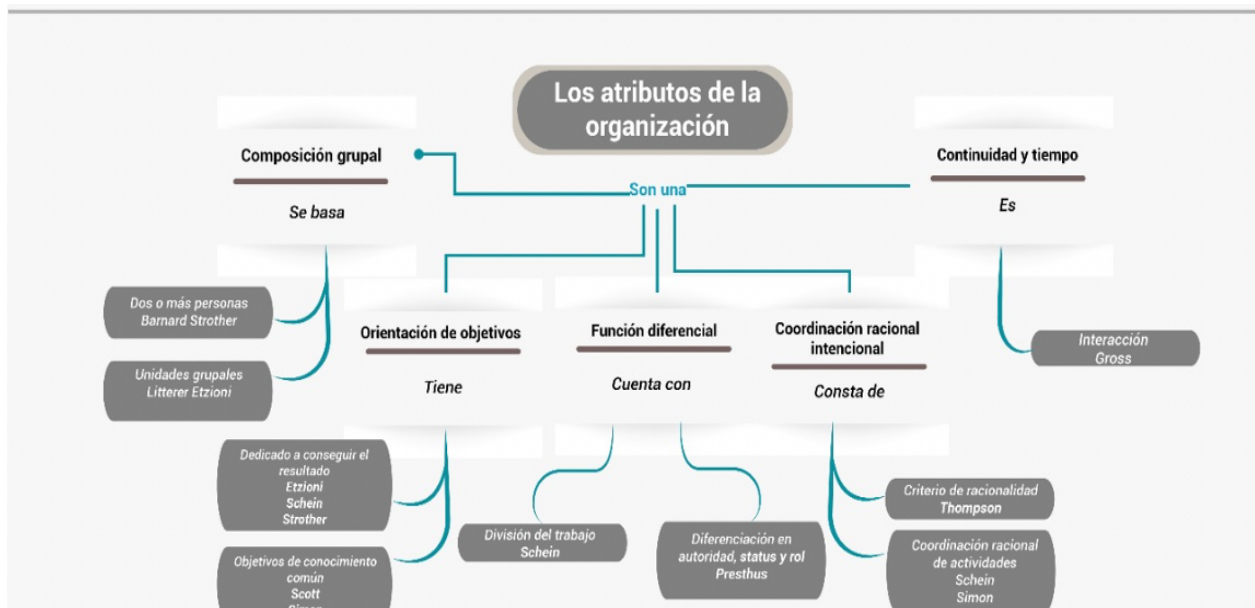 Los atributos de la
organización
Son una
Composición grupal
Se basa
Dos o más personas
Barnard Strother
Unidades grupales
Litterer Etzioni
Orientación de objetivos
Tiene
Dedicado a conseguir el
resultado
Etzioni
Schein
Strother
Objetivos de conocimiento
común
Scott
Simon
Función diferencial
Cuenta con
División del trabajo
Schein
Diferenciación en
autoridad, status y rol
Presthus
Coordinación racional
intencional
Consta de
Criterio de racionalidad
Thompson
Coordinación racional
de actividades
Schein
Simon
Continuidad y tiempo
Es
Interacción
Gross